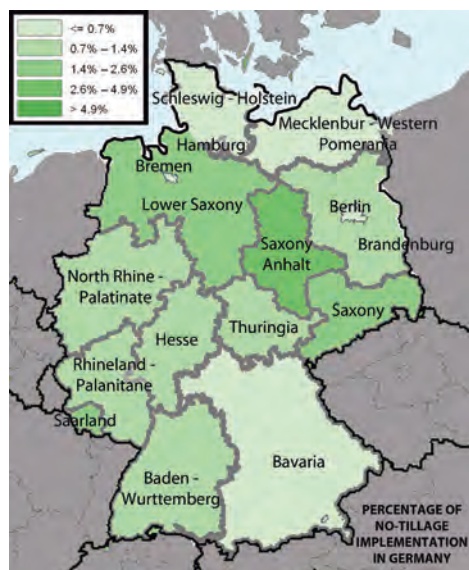 <= 0.7%
0.7% – 1.4%
1.4% – 2.6%
2.6% – 4.9%
> 4.9%
Schleswig - Holstein
Mecklenbur - Western
Pomerania
Hamburg
Bremen
Lower Saxony
Berlin
Brandenburg
Saxony
Anhalt
North Rhine -
Palatinate
Saxony
Hesse
Thuringia
Rhineland -
Palanitane
Saarland
Bavaria
Baden -
Wurttemberg
PERCENTAGE OF
NO-TILLAGE
IMPLEMENTATION
IN GERMANY